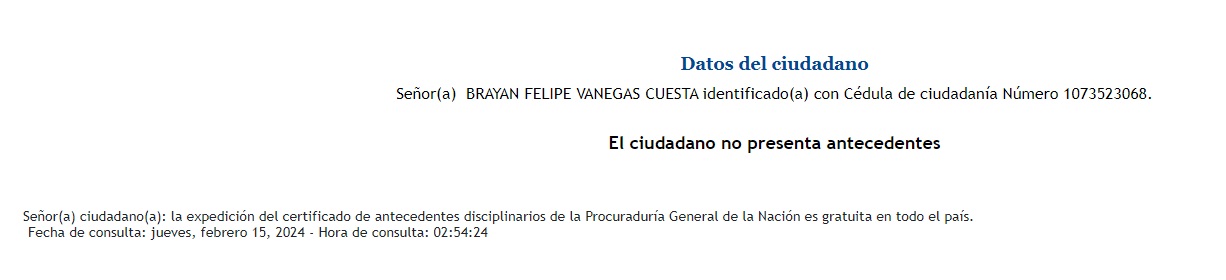 Datos del ciudadano
Señor(a)  BRAYAN FELIPE VANEGAS CUESTA identificado(a) con Cédula de ciudadanía Número 1073523068.
El ciudadano no presenta antecedentes
Señor(a) ciudadano(a): la expedición del certificado de antecedentes disciplinarios de la Procuraduría General de la Nación es gratuita en todo el país.
Fecha de consulta: jueves, febrero 15, 2024 - Hora de consulta: 02:54:24